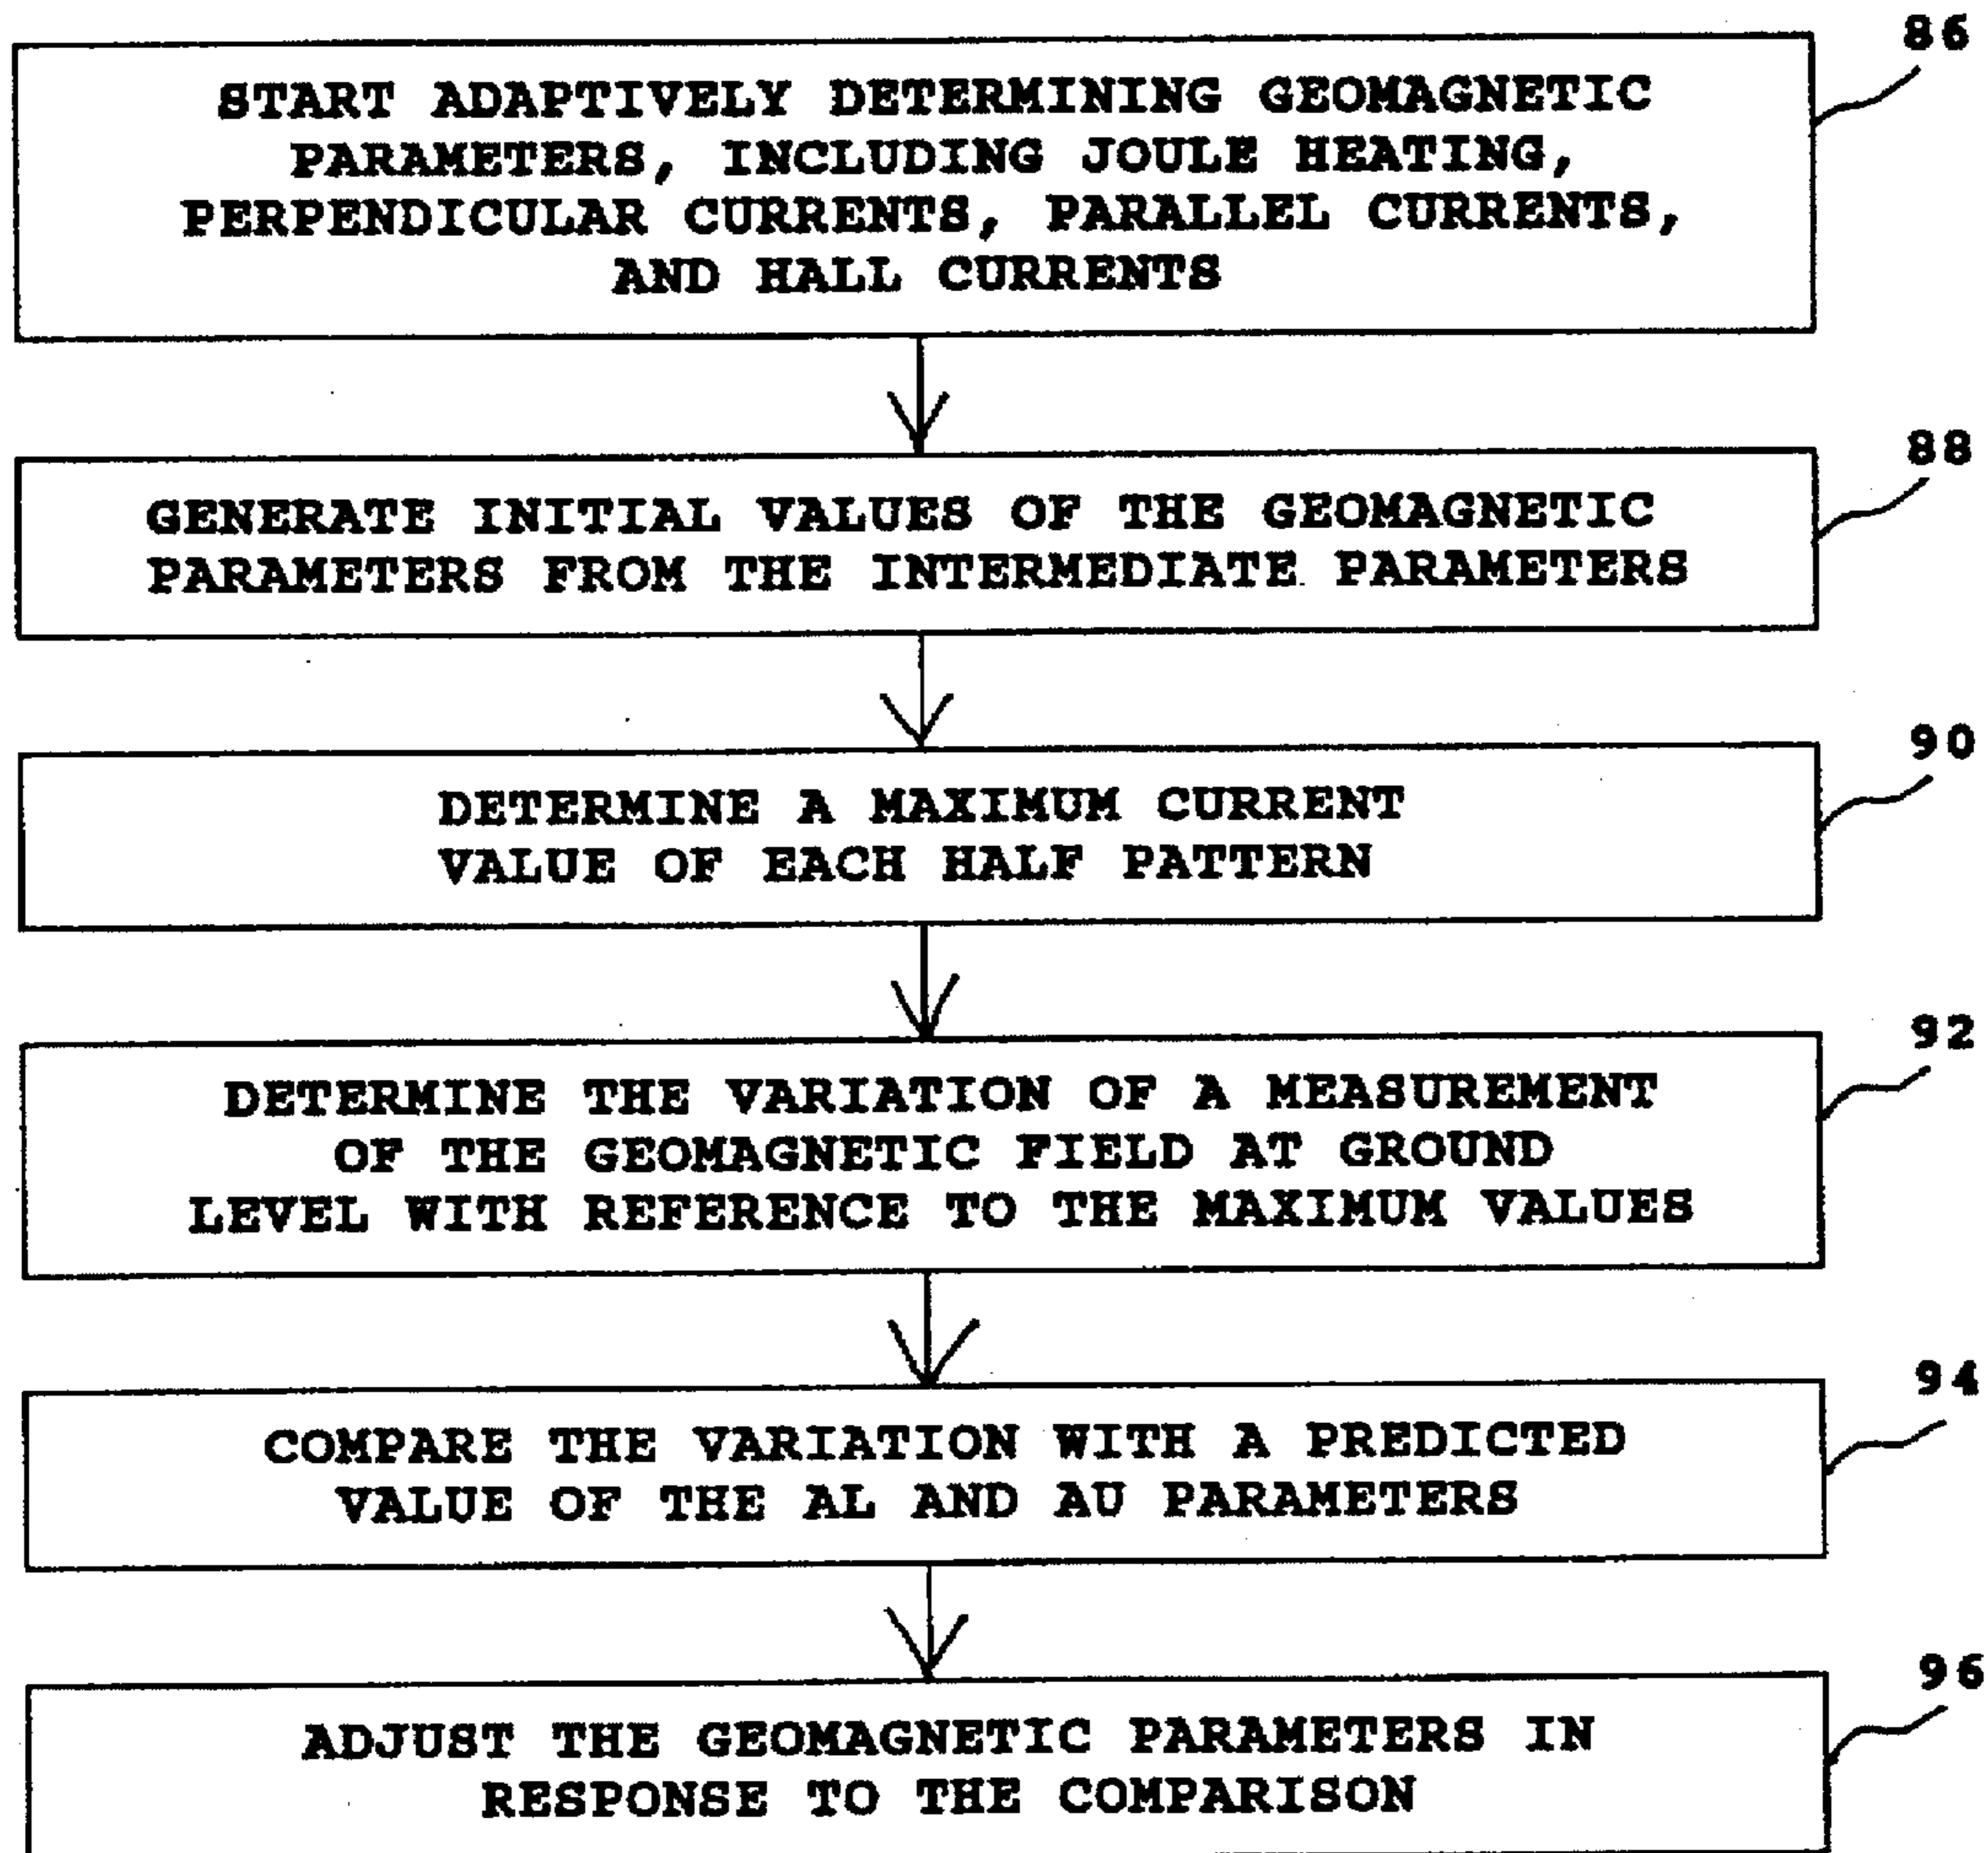 86
START ADAPTIVELY DETERMINING GEOMAGNETIC
PARAMETERS, INCLUDING JOULE HEATING,
PERPENDICULAR CURRENTS, PARALLEL CURRENTS,
AND HALL CURRENTS
88
GENERATE INITIAL VALUES OF THE GEOMAGNETIC
PARAMETERS FROM THE INTERMEDIATE PARAMETERS
90
DETERMINE A MAXIMUM CURRENT
VALUE OF EACH HALF PATTERN
92
DETERMINE THE VARIATION OF A MEASUREMENT
OF THE GEOMAGNETIC FIELD AT GROUND
LEVEL WITH REFERENCE TO THE MAXIMUM VALUES
94
COMPARE THE VARIATION WITH A PREDICTED
VALUE OF THE AL AND AU PARAMETERS
96
ADJUST THE GEOMAGNETIC PARAMETERS IN
RESPONSE TO THE COMPARISON